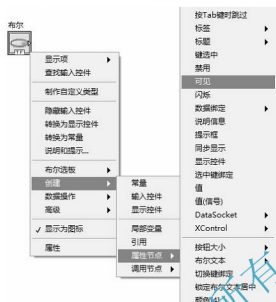 布尔
显示项
查找输入控件
制作自定义类型
隐藏输入控件
转换为显示控件
转换为常量
说明和提示...
布尔选板
创建
数据操作
高级
✓ 显示为图标
属性
常量
输入控件
显示控件
局部变量
引用
属性节点
调用节点
按Tab键时跳过
标签
标题
键选中
禁用
可见
闪烁
数据绑定
说明信息
提示框
同步显示
显示控件
选中键绑定
值
值(信号)
DataSocket
XControl
按钮大小
布尔文本
切换键绑定
锁定布尔文本居中
颜色[4]
有